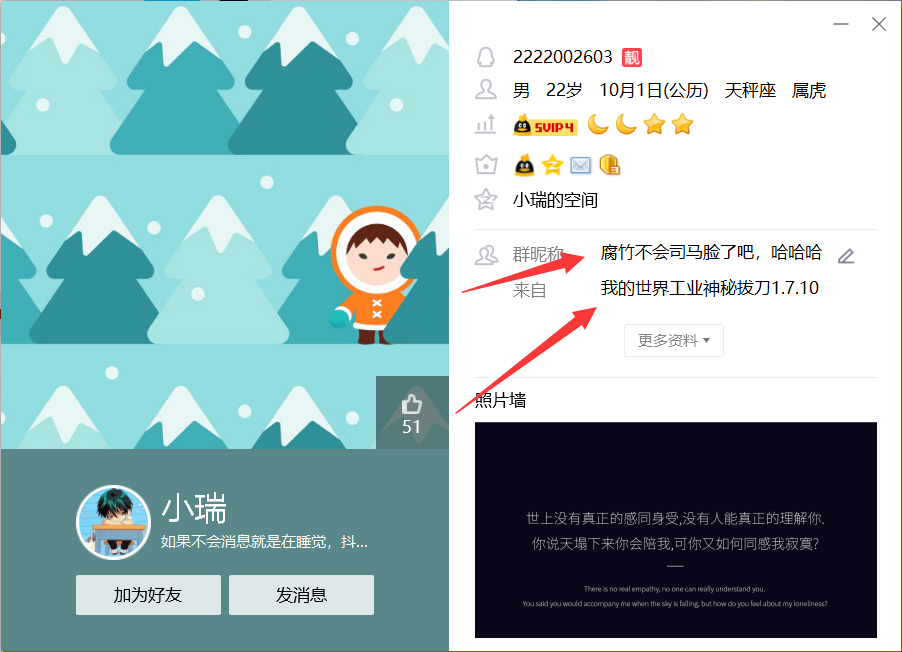 51
小瑞
如果不会消息就是在睡觉，抖...
加为好友
发消息
2222002603 靓
男 22岁 10月1日(公历) 天秤座 属虎
SVIP4
小瑞的空间
群昵称 腐竹不会司马脸了吧，哈哈哈
来自 我的世界工业神秘拔刀1.7.10
更多资料
照片墙
世上没有真正的感同身受,没有人能真正的理解你.
你说天塌下来你会陪我,可你又如何同感我寂寞?
There is no real empathy, no one can really understand you.
You said you would accompany me when the sky is falling, but how do you feel about my loneliness?